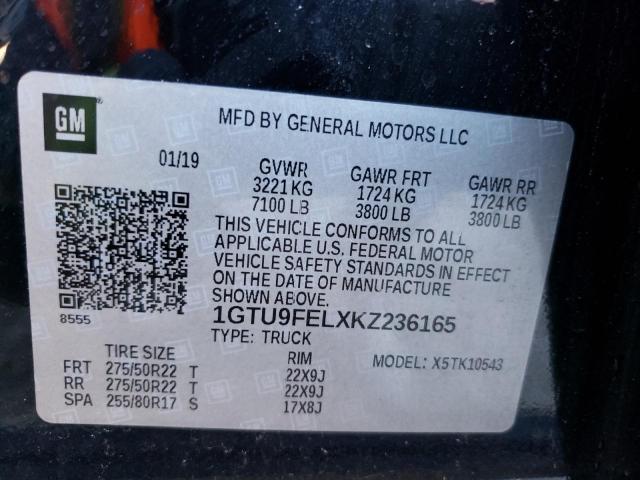 GM
MFD BY GENERAL MOTORS LLC
01/19
GVWR
3221 KG
7100 LB
GAWR FRT
1724 KG
3800 LB
GAWR RR
1724 KG
3800 LB
THIS VEHICLE CONFORMS TO ALL
APPLICABLE U.S. FEDERAL MOTOR
VEHICLE SAFETY STANDARDS IN EFFECT
ON THE DATE OF MANUFACTURE
SHOWN ABOVE.
8555
1GTU9FELXKZ236165
TYPE: TRUCK
MODEL: X5TK10543
TIRE SIZE
RIM
FRT 275/50R22 T 22X9J
RR 275/50R22 T 22X9J
SPA 255/80R17 S 17X8J